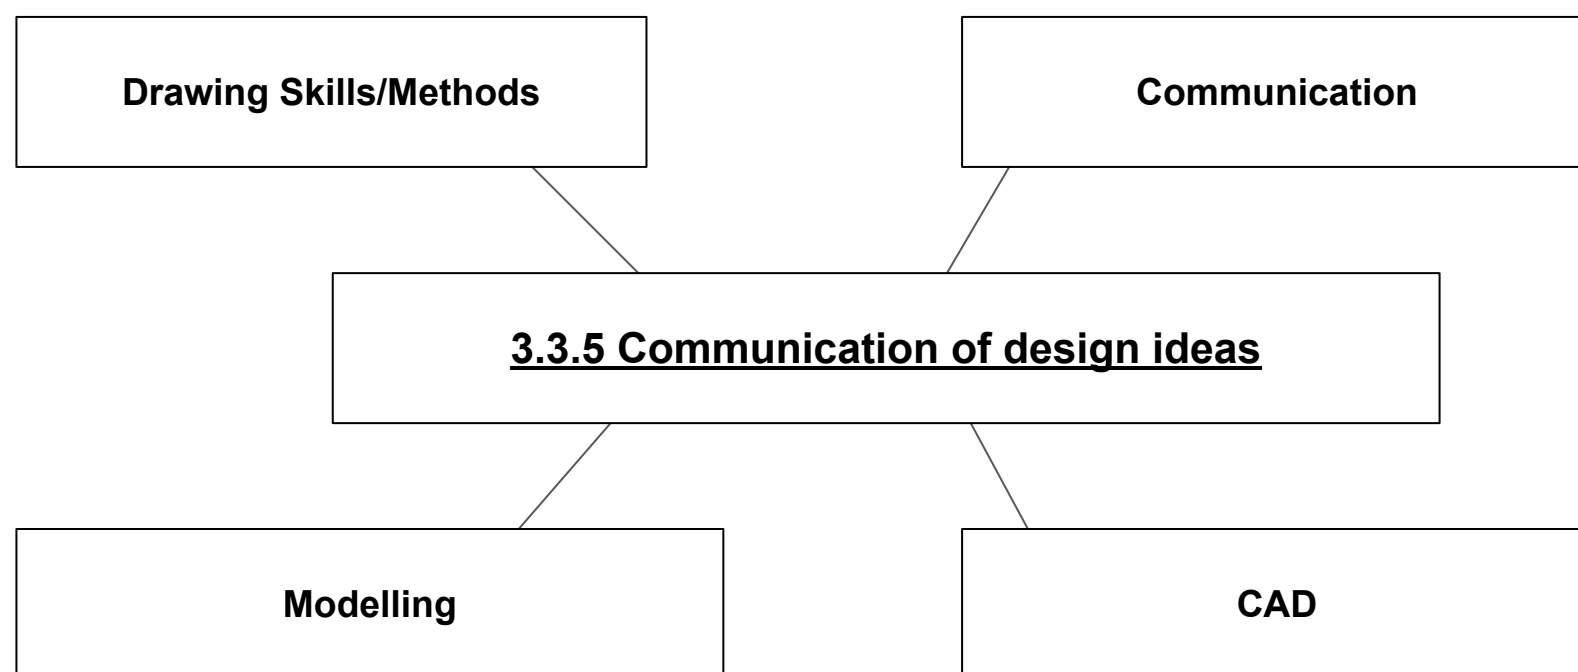 Drawing Skills/Methods
Communication
3.3.5 Communication of design ideas
Modelling
CAD